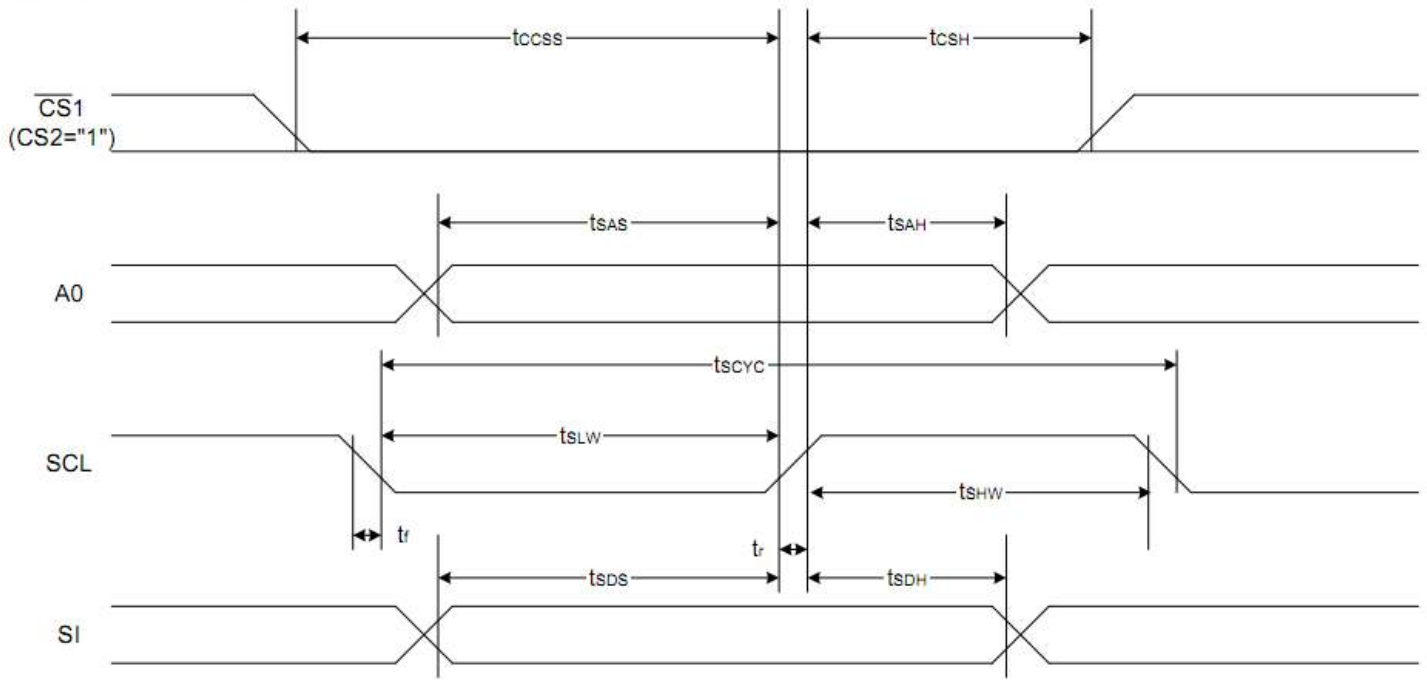 tCCSS tCSH
CS1
(CS2="1")
tSAS tSAH
A0
tSCYC
tSLW
SCL
tSHW
tf
tr
tSDS tSDH
SI